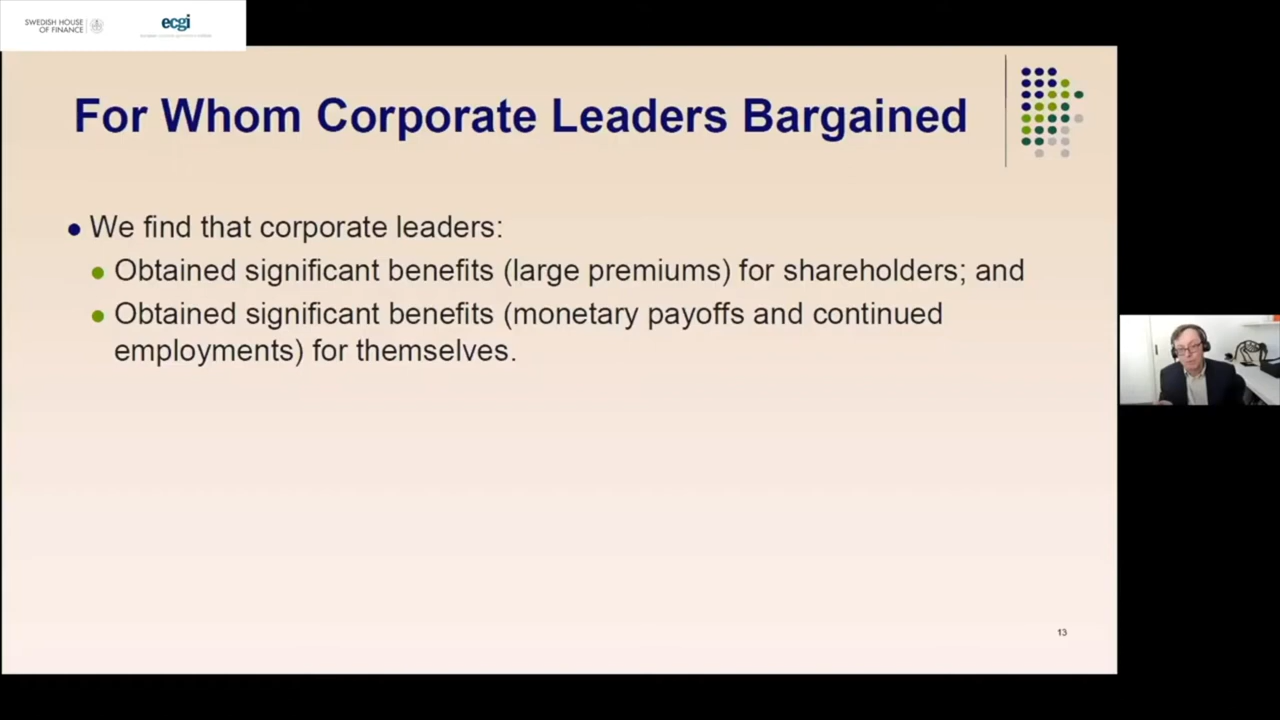 SWEDISH HOUSE
OF FINANCE
ecgi
For Whom Corporate Leaders Bargained
We find that corporate leaders:
Obtained significant benefits (large premiums) for shareholders; and
Obtained significant benefits (monetary payoffs and continued
employments) for themselves.
13